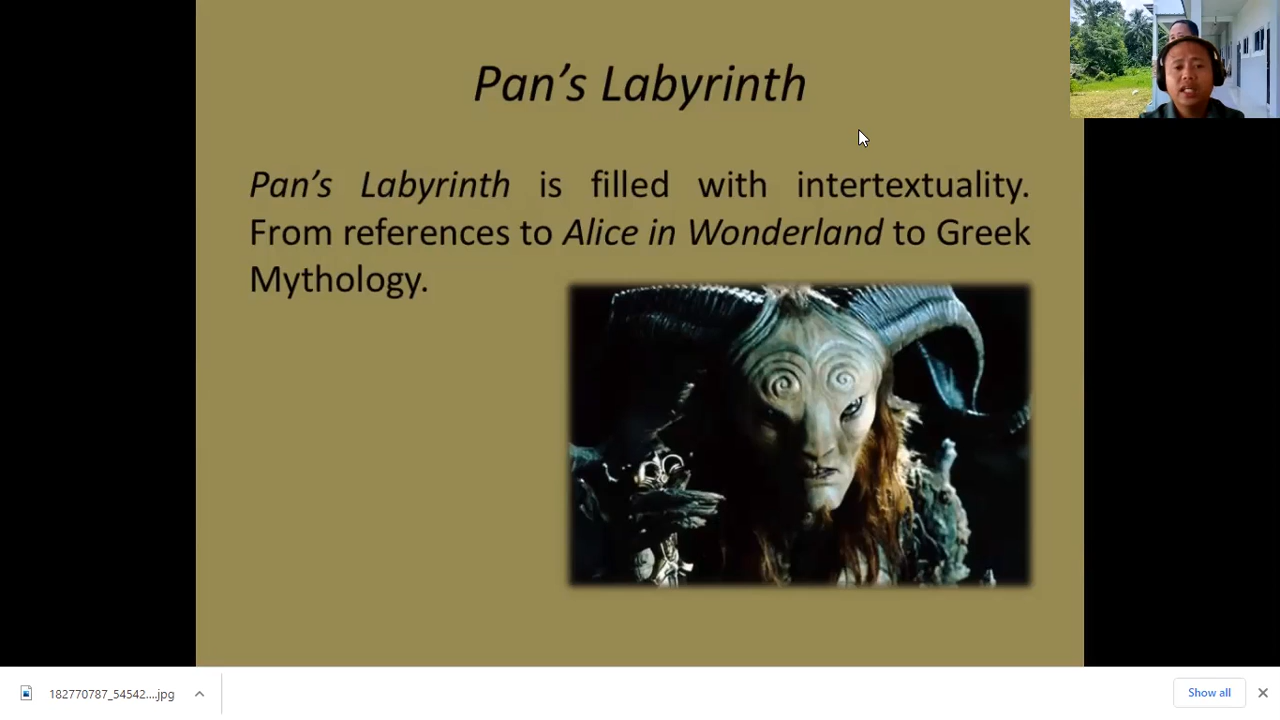 Pan’s Labyrinth
Pan’s Labyrinth is filled with intertextuality.
From references to Alice in Wonderland to Greek
Mythology.
182770787_54542....jpg
Show all